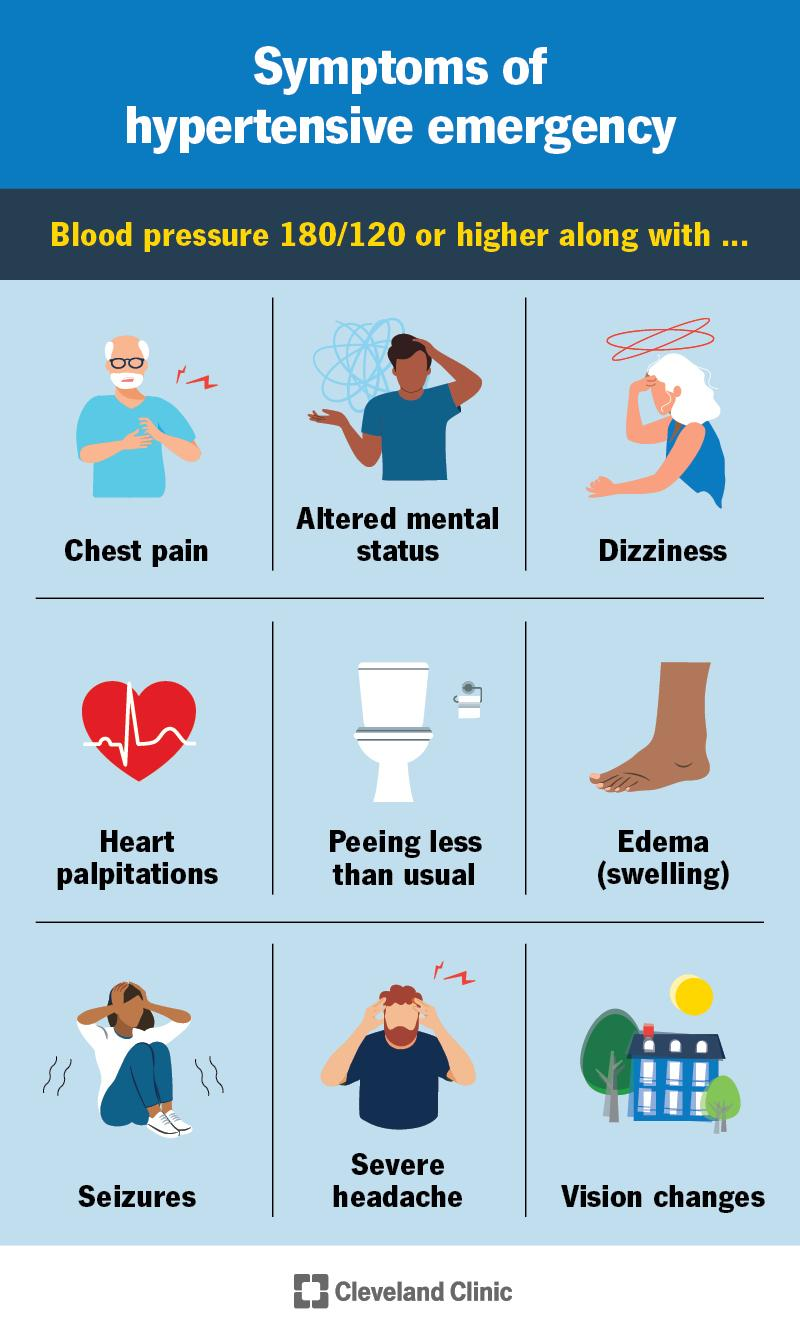 Symptoms of
hypertensive emergency
Blood pressure 180/120 or higher along with ...
Chest pain
Altered mental
status
Dizziness
Heart
palpitations
Peeing less
than usual
Edema
(swelling)
Seizures
Severe
headache
Vision changes
Cleveland Clinic